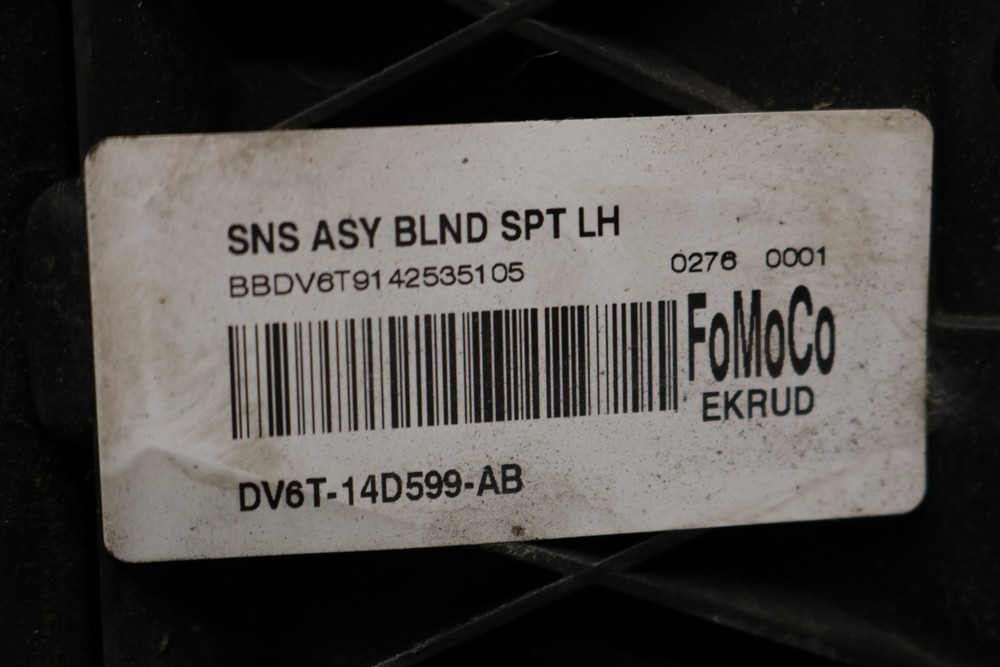 SNS ASY BLND SPT LH
BBDV6T9142535105
0276 0001
FoMoCo
EKRUD
DV6T-14D599-AB